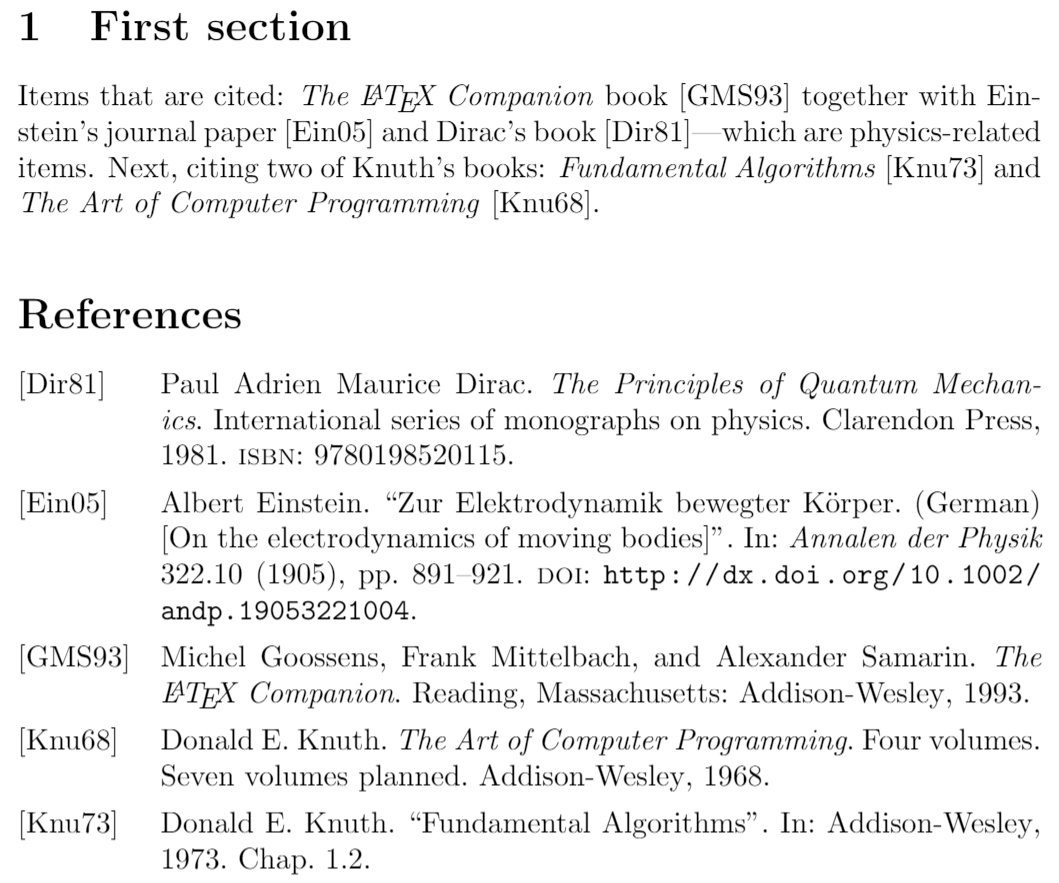 1 First section
Items that are cited: The LATEX Companion book [GMS93] together with Ein-
stein's journal paper [Ein05] and Dirac's book [Dir81]—which are physics-related
items. Next, citing two of Knuth's books: Fundamental Algorithms [Knu73] and
The Art of Computer Programming [Knu68].
References
[Dir81] Paul Adrien Maurice Dirac. The Principles of Quantum Mechan-
ics. International series of monographs on physics. Clarendon Press,
1981. ISBN: 9780198520115.
[Ein05] Albert Einstein. “Zur Elektrodynamik bewegter Körper. (German)
[On the electrodynamics of moving bodies]”. In: Annalen der Physik
322.10 (1905), pp. 891–921. DOI: http://dx.doi.org/10.1002/
andp.19053221004.
[GMS93] Michel Goossens, Frank Mittelbach, and Alexander Samarin. The
LATEX Companion. Reading, Massachusetts: Addison-Wesley, 1993.
[Knu68] Donald E. Knuth. The Art of Computer Programming. Four volumes.
Seven volumes planned. Addison-Wesley, 1968.
[Knu73] Donald E. Knuth. “Fundamental Algorithms”. In: Addison-Wesley,
1973. Chap. 1.2.